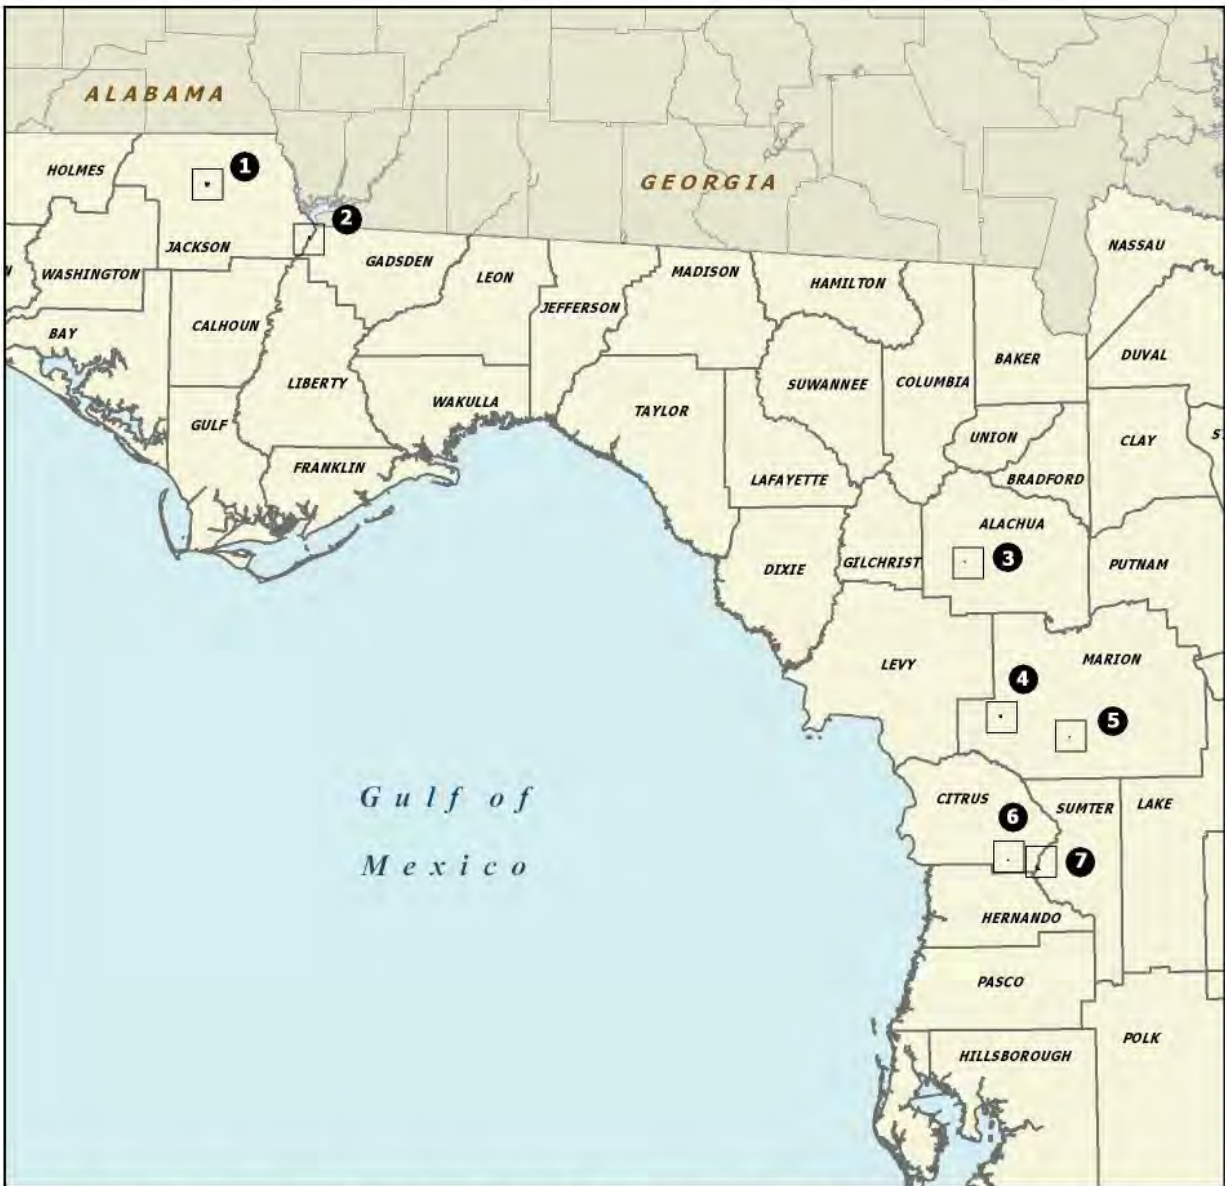 ALABAMA
HOLMES
1
GEORGIA
2
NASSAU
JACKSON
GADSDEN
N
WASHINGTON
LEON
MADISON
HAMILTON
JEFFERSON
CALHOUN
BAY
BAKER
DUVAL
LIBERTY
SUWANNEE
COLUMBIA
WAKULLA
TAYLOR
GULF
UNION
CLAY
S
FRANKLIN
LAFAYETTE
BRADFORD
ALACHUA
3
DIXIE
GILCHRIST
PUTNAM
LEVY
MARION
4
5
Gulf of
Mexico
CITRUS
SUMTER
LAKE
6
7
HERNANDO
PASCO
POLK
HILLSBOROUGH